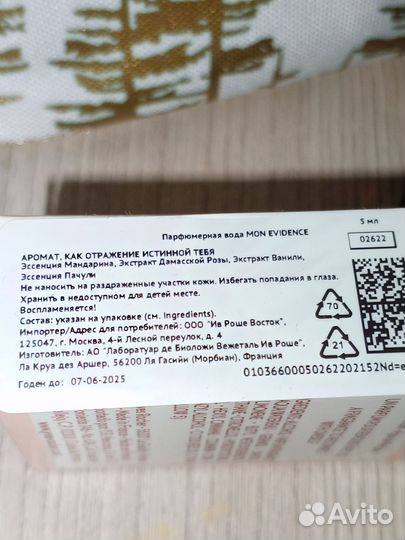 Парфюмерная вода MON EVIDENCE
5 мл
02622
АРОМАТ, КАК ОТРАЖЕНИЕ ИСТИННОЙ ТЕБЯ
Эссенция Мандарина, Экстракт Дамасской Розы, Экстракт Ванили,
Эссенция Пачули
Не наносить на раздраженные участки кожи. Избегать попадания в глаза.
Хранить в недоступном для детей месте.
Воспламеняется!
Состав: указан на упаковке (см. Ingredients).
Импортер/Адрес для потребителей: ООО "Ив Роше Восток",
125047, г. Москва, 4-й Лесной переулок, д. 4
Изготовитель: АО "Лаборатуар де Биоложи Вежеталь Ив Роше",
Ла Круа дез Аршер, 56200 Ля Гасийи (Морбиан), Франция
Годен до: 07-06-2025
70
21
01036600050262202152Nd=e
Avito